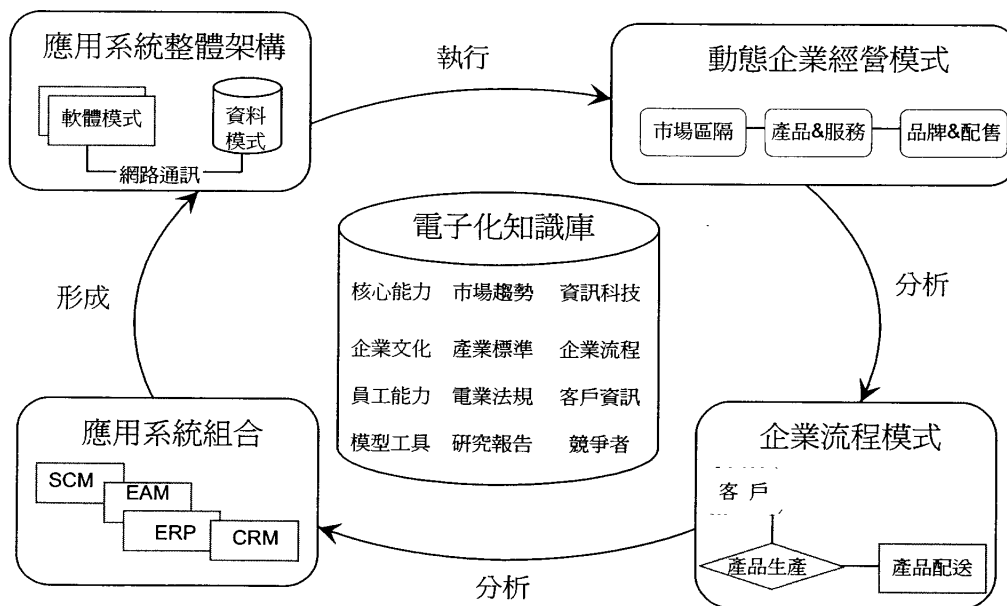 應用系統整體架構
軟體模式
資料
模式
網路通訊
執行
動態企業經營模式
市場區隔
產品&服務
品牌&配售
分析
企業流程模式
客 戶
產品生產
產品配送
分析
應用系統組合
SCM
EAM
ERP
CRM
形成
電子化知識庫
核心能力 市場趨勢 資訊科技
企業文化 產業標準 企業流程
員工能力 電業法規 客戶資訊
模型工具 研究報告 競爭者